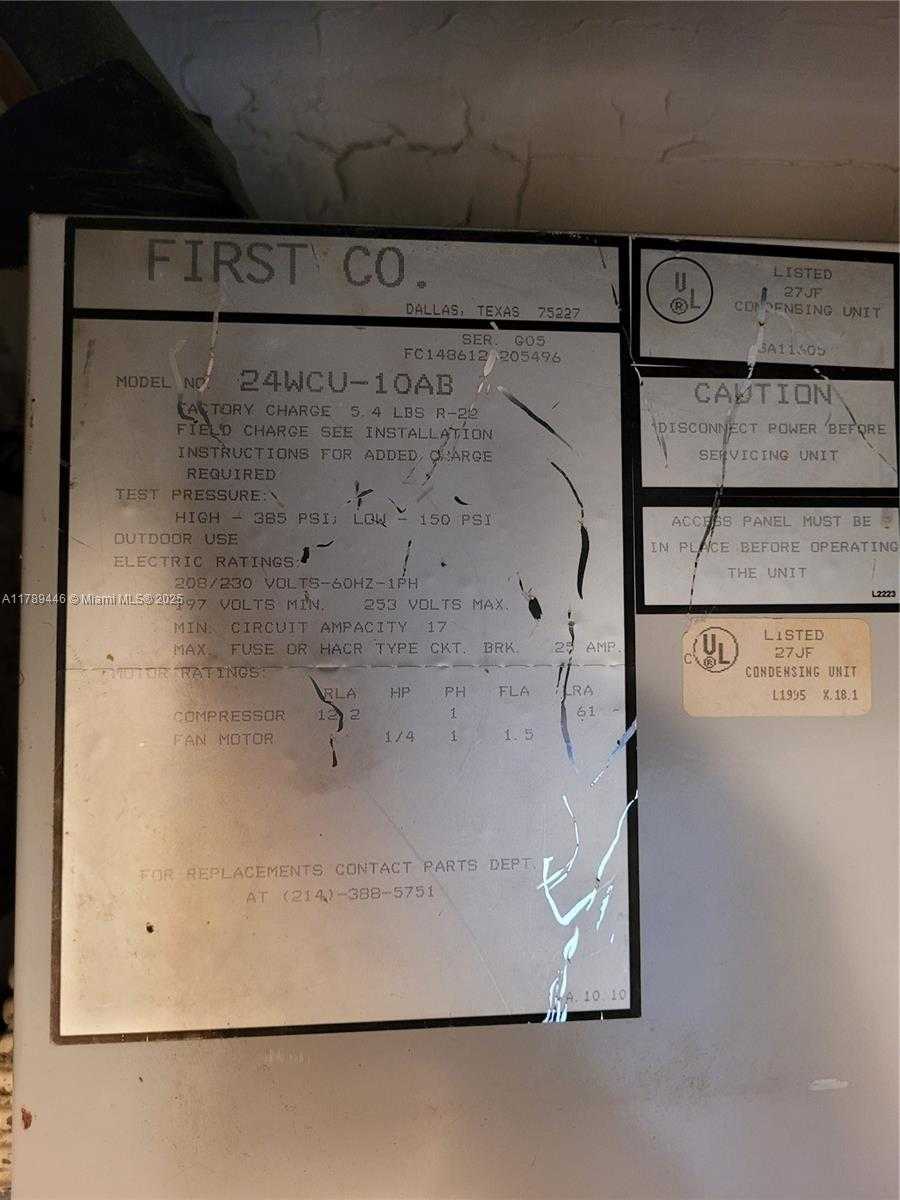 FIRST CO.
DALLAS, TEXAS 75227
SER. G05
MODEL NO. 24WCU-10AB
FACTORY CHARGE 5.4 LBS R-22
FIELD CHARGE SEE INSTALLATION
INSTRUCTIONS FOR ADDED CHARGE
REQUIRED
TEST PRESSURE:
HIGH - 385 PSI; LOW - 150 PSI
OUTDOOR USE
ELECTRIC RATINGS:
208/230 VOLTS-60HZ-1PH
197 VOLTS MIN. 253 VOLTS MAX.
MIN. CIRCUIT AMPACITY 17
MAX. FUSE OR HACR TYPE CKT. BRK. 25 AMP.
MOTOR RATINGS:
RLA HP PH FLA LRA
COMPRESSOR 12.2 1 61
FAN MOTOR 1/4 1 1.5
FOR REPLACEMENTS CONTACT PARTS DEPT.
AT (214)-388-5751
A.10.10
UL ®
LISTED
27JF
CONDENSING UNIT
CAUTION
DISCONNECT POWER BEFORE
SERVICING UNIT
ACCESS PANEL MUST BE
IN PLACE BEFORE OPERATING
THE UNIT
L2223
C UL ®
LISTED
27JF
CONDENSING UNIT
L1995 X.18.1
A11789446 © Miami MLS® 2025